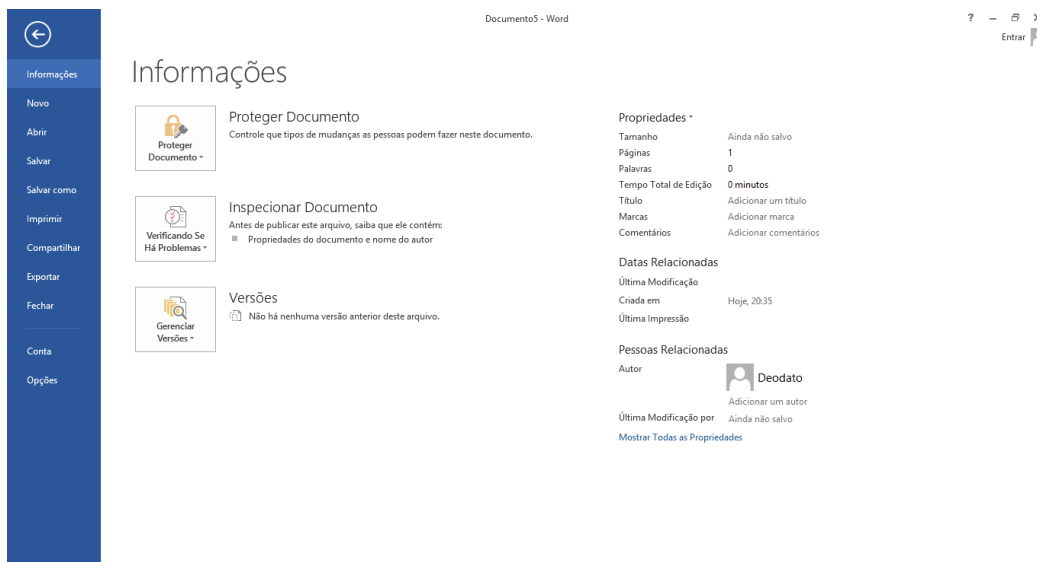 Documento5 - Word
?
Entrar
Informações
Novo
Abrir
Salvar
Salvar como
Imprimir
Compartilhar
Exportar
Fechar
Conta
Opções
Informações
Proteger Documento
Proteger Documento
Controle que tipos de mudanças as pessoas podem fazer neste documento.
Verificando Se Há Problemas
Inspecionar Documento
Antes de publicar este arquivo, saiba que ele contém:
Propriedades do documento e nome do autor
Gerenciar Versões
Versões
Não há nenhuma versão anterior deste arquivo.
Propriedades
Tamanho Ainda não salvo
Páginas 1
Palavras 0
Tempo Total de Edição 0 minutos
Título Adicionar um título
Marcas Adicionar marca
Comentários Adicionar comentários
Datas Relacionadas
Última Modificação
Criada em Hoje, 20:35
Última Impressão
Pessoas Relacionadas
Autor Deodato
Adicionar um autor
Última Modificação por Ainda não salvo
Mostrar Todas as Propriedades